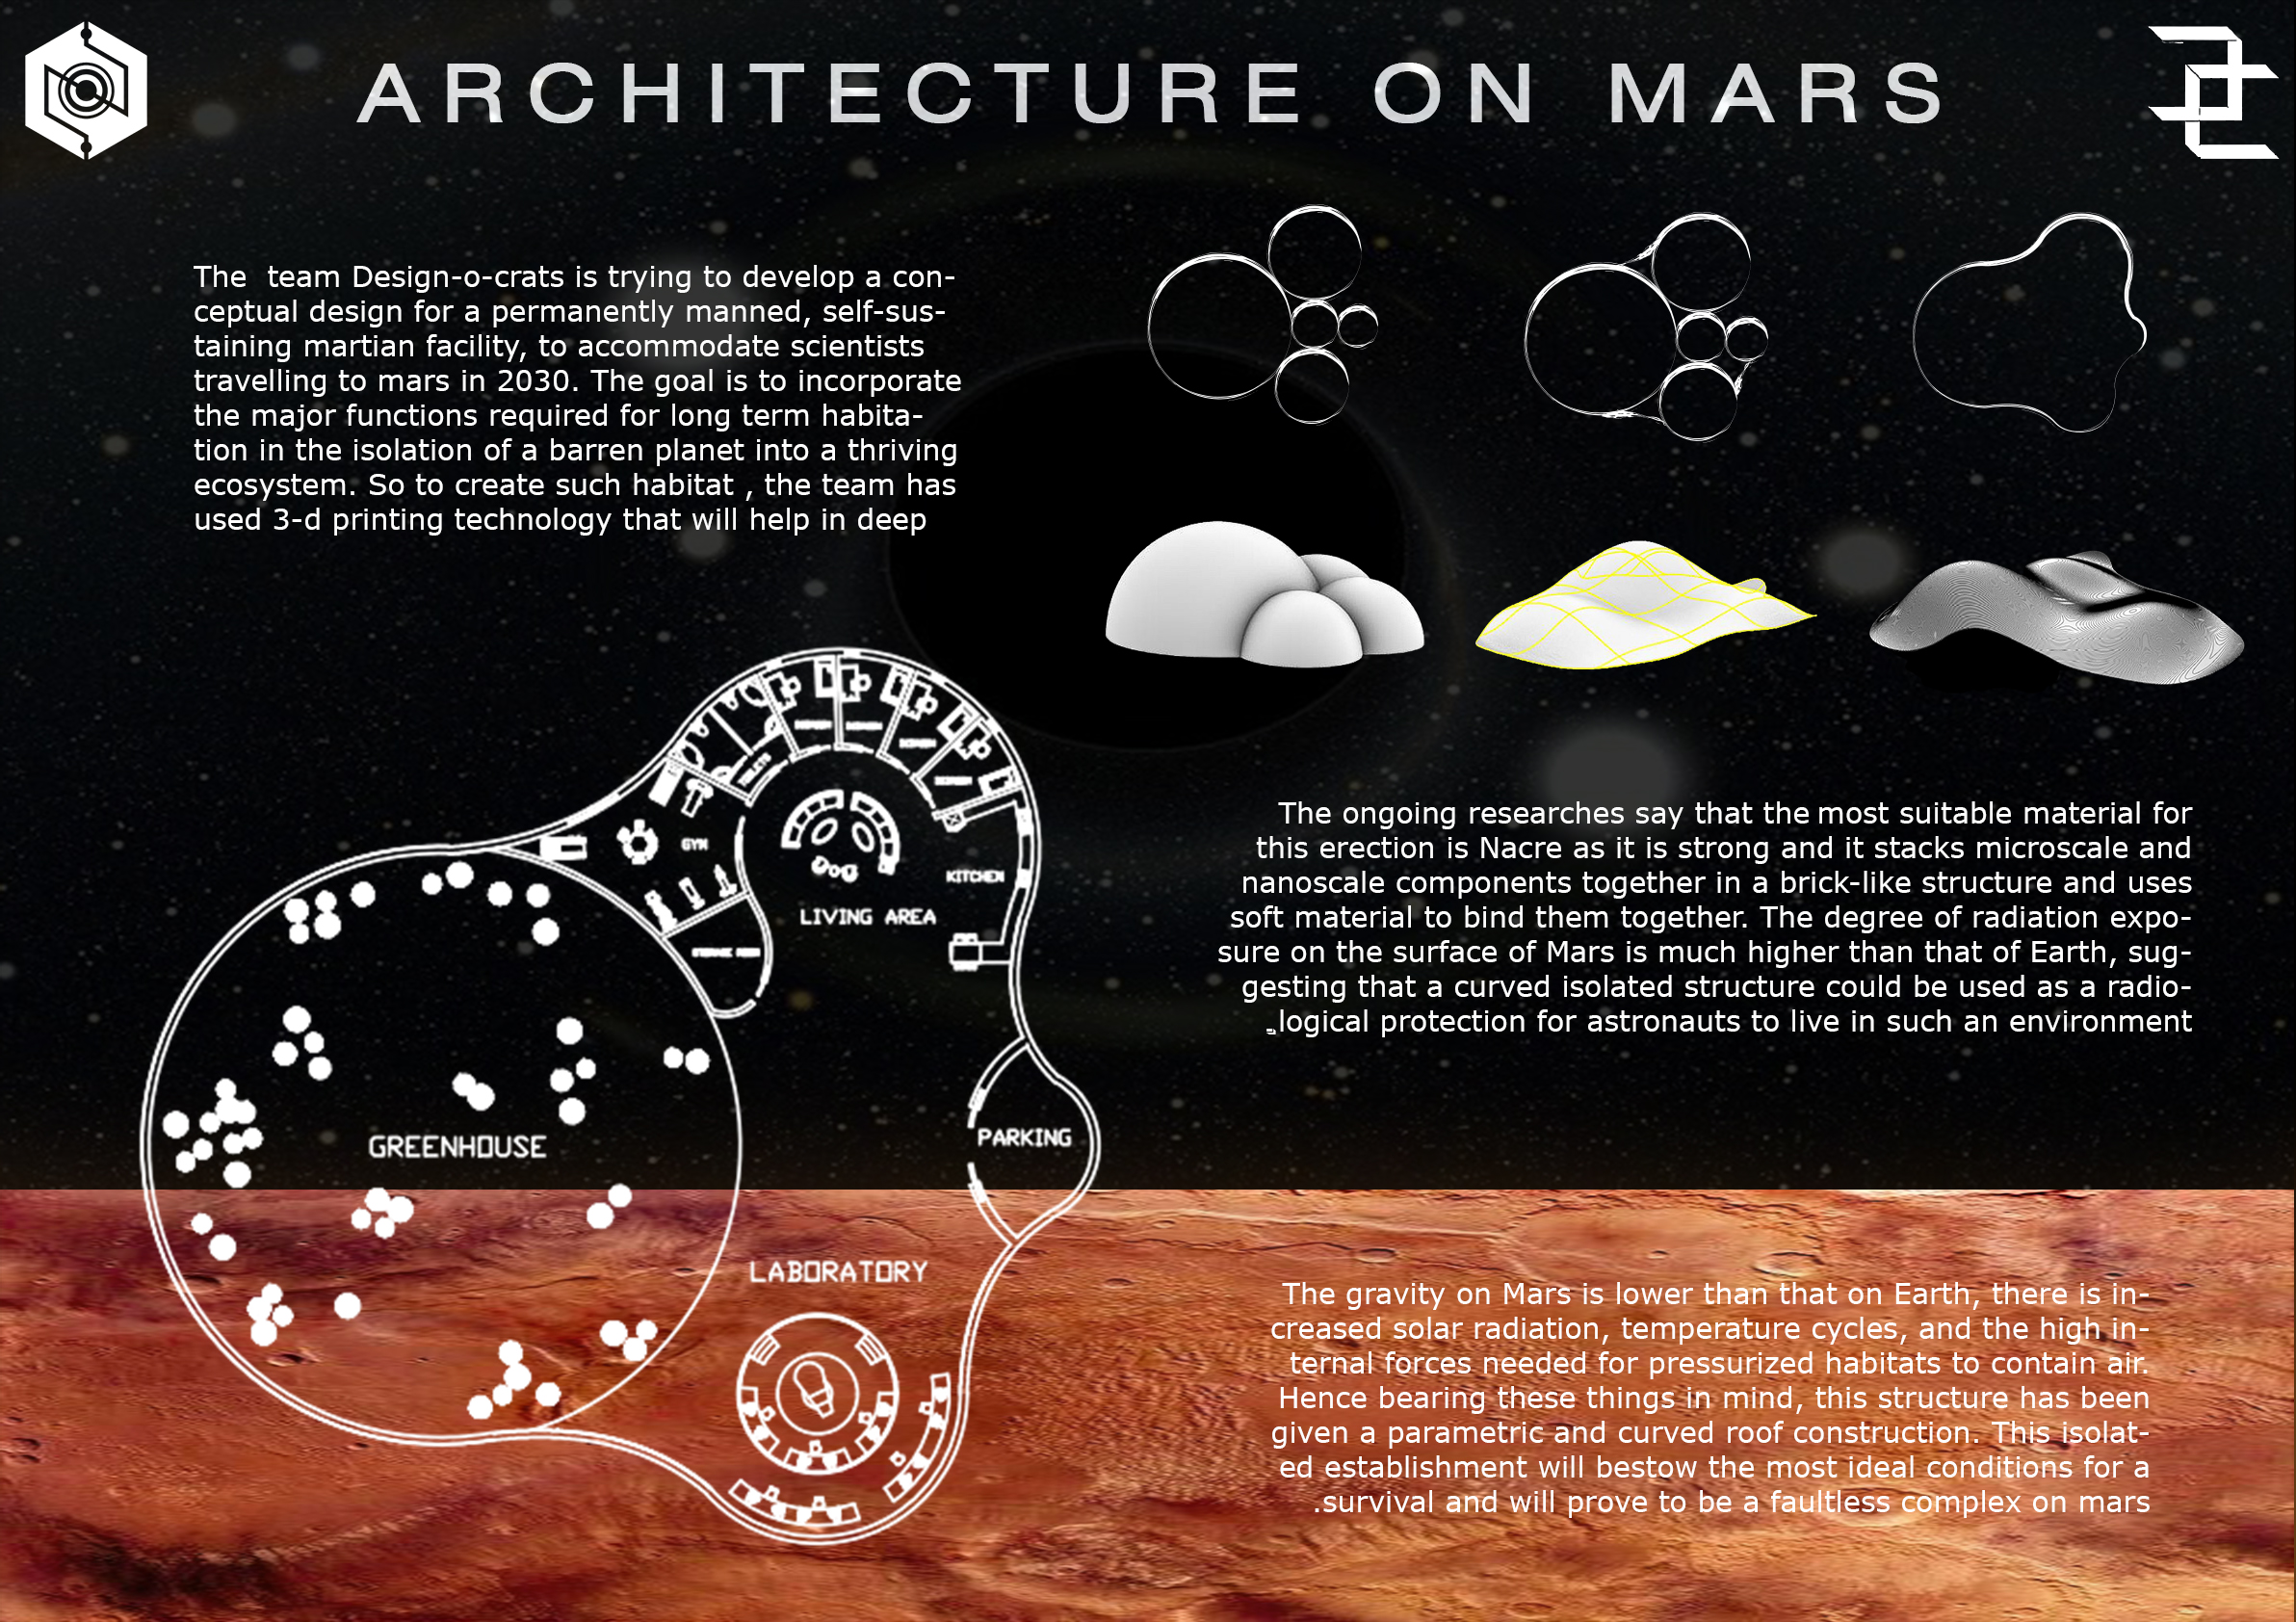 ARCHITECTURE ON MARS
The team Design-o-crats is trying to develop a con-
ceptual design for a permanently manned, self-sus-
taining martian facility, to accommodate scientists
travelling to mars in 2030. The goal is to incorporate
the major functions required for long term habita-
tion in the isolation of a barren planet into a thriving
ecosystem. So to create such habitat , the team has
used 3-d printing technology that will help in deep
TOILETS
GYM
KITCHEN
LIVING AREA
The ongoing researches say that the most suitable material for
this erection is Nacre as it is strong and it stacks microscale and
nanoscale components together in a brick-like structure and uses
soft material to bind them together. The degree of radiation expo-
sure on the surface of Mars is much higher than that of Earth, sug-
gesting that a curved isolated structure could be used as a radio-
logical protection for astronauts to live in such an environment
PARKING
GREENHOUSE
LABORATORY
The gravity on Mars is lower than that on Earth, there is in-
creased solar radiation, temperature cycles, and the high in-
ternal forces needed for pressurized habitats to contain air.
Hence bearing these things in mind, this structure has been
given a parametric and curved roof construction. This isolat-
ed establishment will bestow the most ideal conditions for a
.survival and will prove to be a faultless complex on mars